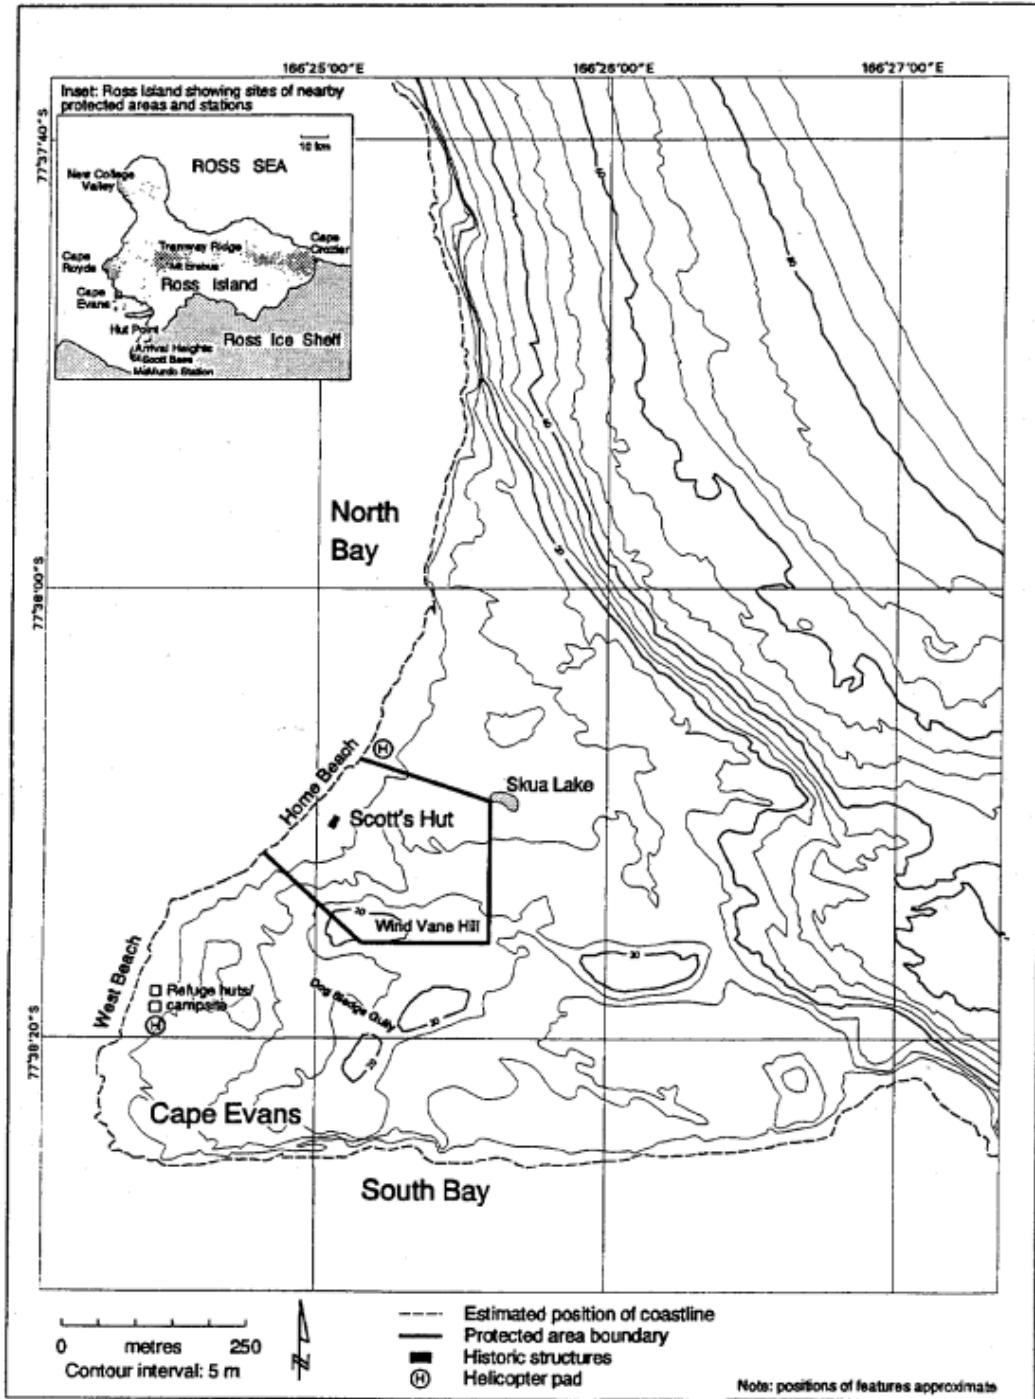 166°25'00"E
166°26'00"E
166°27'00"E
Inset: Ross Island showing sites of nearby
protected areas and stations
77°37'40"S
10 km
ROSS SEA
New College
Valley
Cape
Crozier
Tramway Ridge
Cape
Royds
Mt Erebus
Ross Island
Cape
Evans
Hut Point
Ross Ice Shelf
Arrival Heights
Scott Base
McMurdo Station
North
Bay
77°38'00"S
Home Beach
H
Skua Lake
Scott's Hut
20
Wind Vane Hill
West Beach
Refuge huts/
campsite
H
Dog Sledge Gully
20
20
20
77°38'20"S
Cape Evans
South Bay
0 metres 250
Contour interval: 5 m
N
Estimated position of coastline
Protected area boundary
Historic structures
H Helicopter pad
Note: positions of features approximate